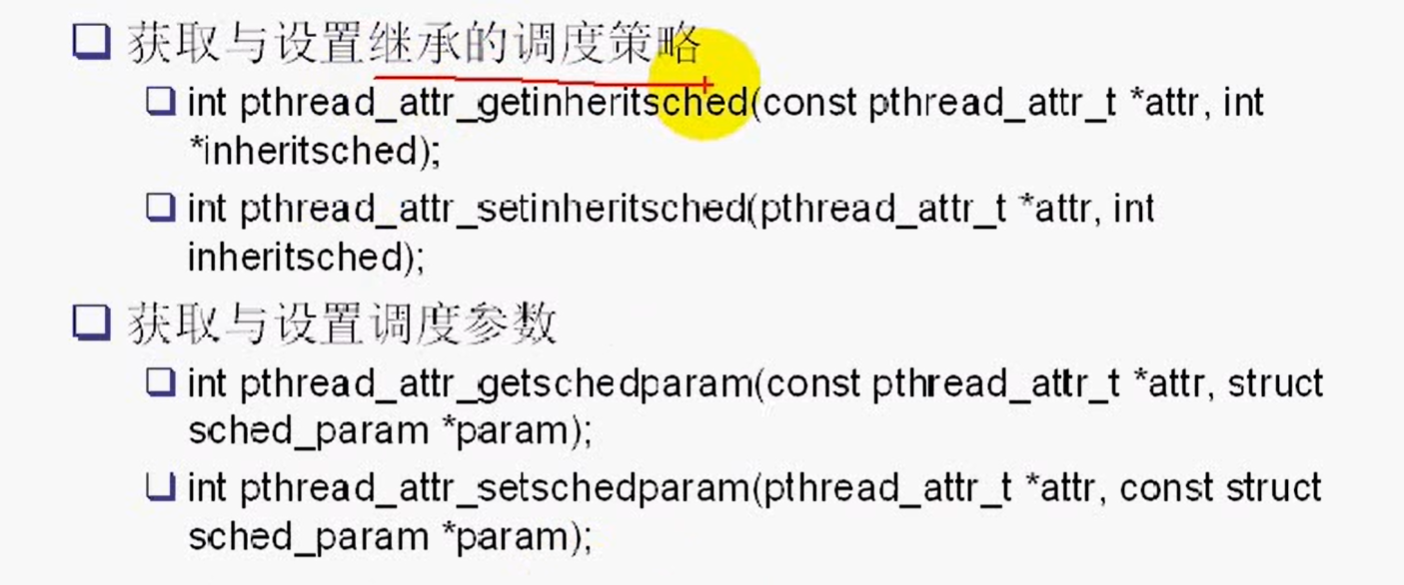 获取与设置继承的调度策略
int pthread_attr_getinheritsched(const pthread_attr_t *attr, int
*inheritsched);
int pthread_attr_setinheritsched(pthread_attr_t *attr, int
inheritsched);
获取与设置调度参数
int pthread_attr_getschedparam(const pthread_attr_t *attr, struct
sched_param *param);
int pthread_attr_setschedparam(pthread_attr_t *attr, const struct
sched_param *param);